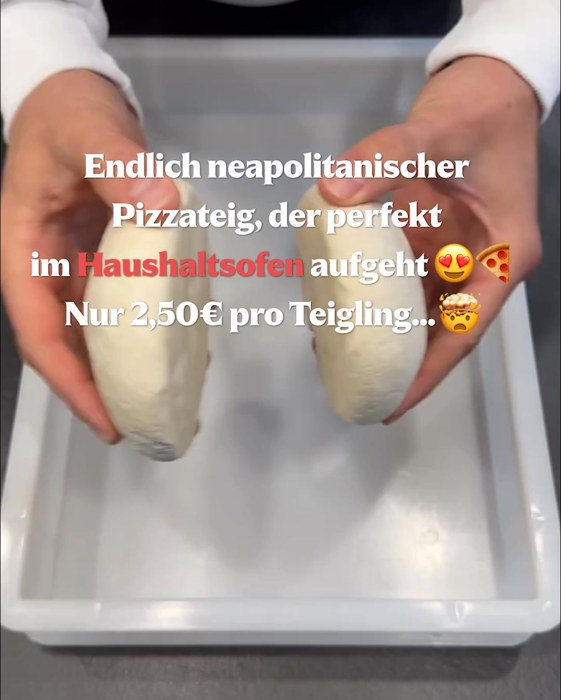 Endlich neapolitanischer
Pizzateig, der perfekt
im Haushaltsofen aufgeht 😍🍕
Nur 2,50€ pro Teigling...🤯